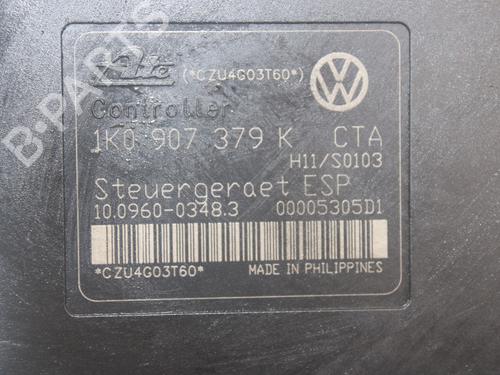 Ate (*CZU4G03T60*)
Controller
1K0 907 379 K CTA
H11/S0103
Steuergeraet ESP
10.0960-0348.3 00005305D1
*CZU4G03T60*
MADE IN PHILIPPINES
B-PARTS